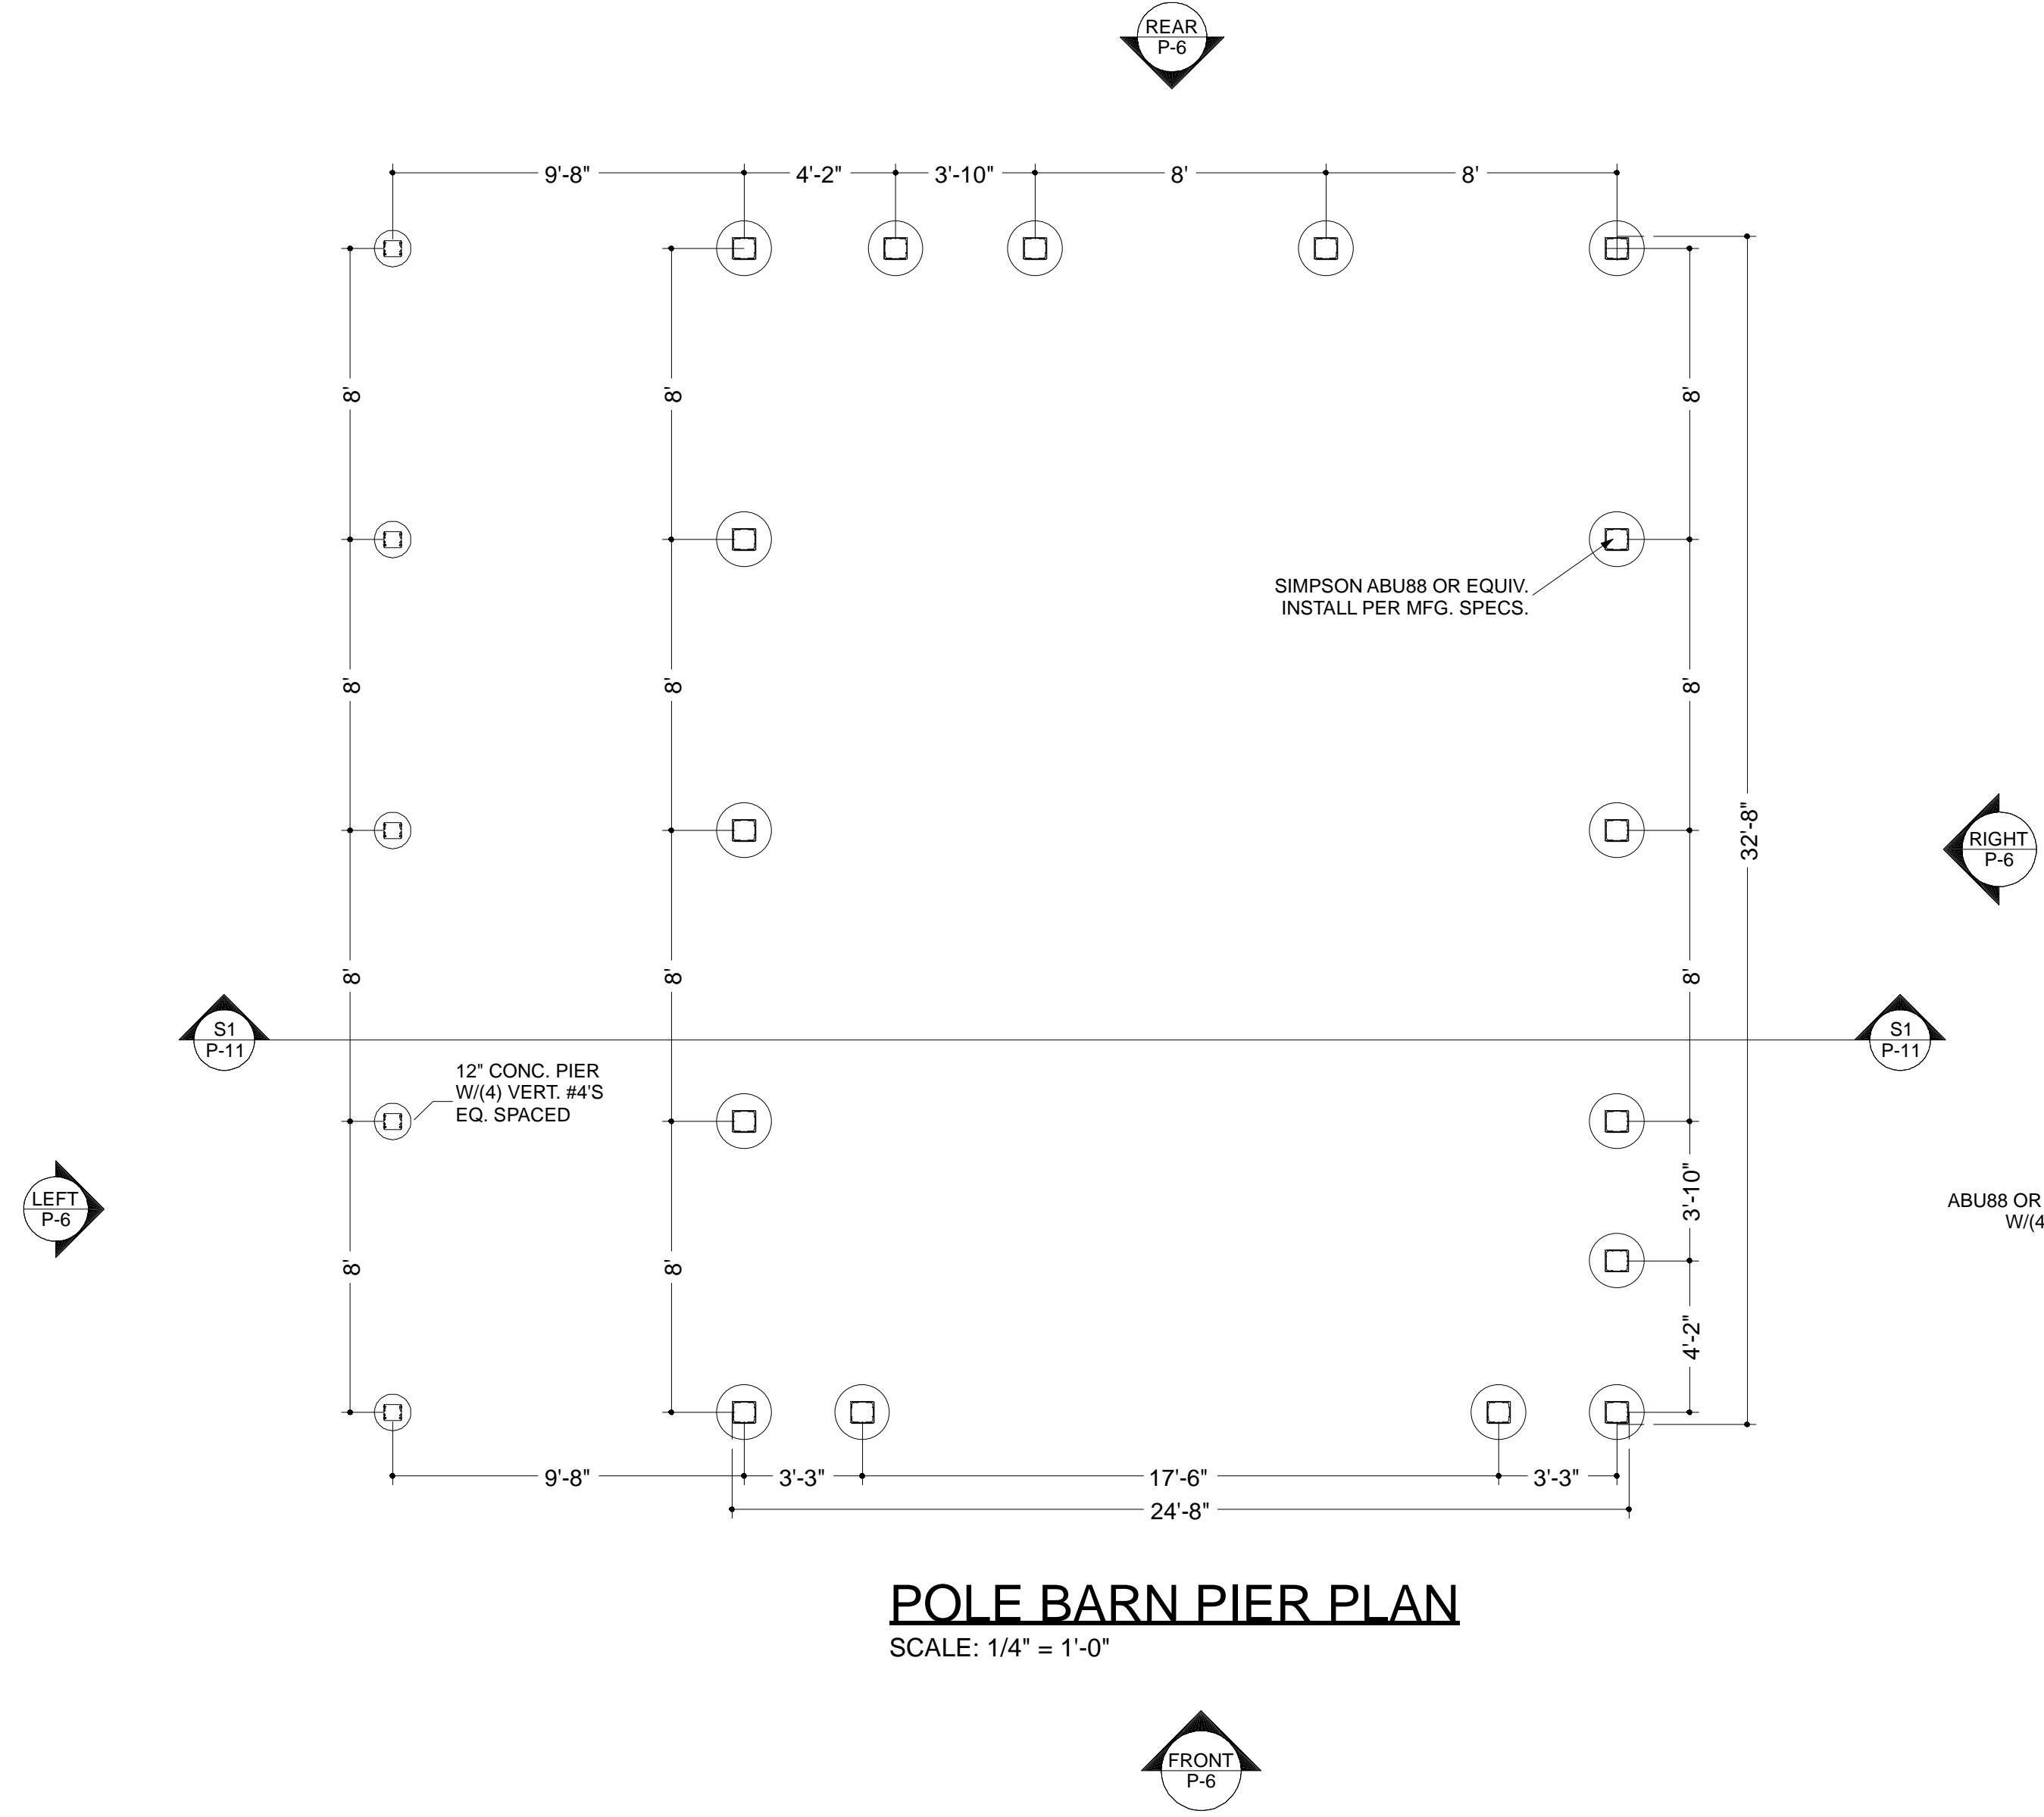 REAR
P-6
9'-8" 4'-2" 3'-10" 8' 8'
8' 8' 8'
SIMPSON ABU88 OR EQUIV.
INSTALL PER MFG. SPECS.
8' 8' 8'
32'-8"
RIGHT
P-6
8' 8' 8'
S1
P-11
S1
P-11
12" CONC. PIER
W/(4) VERT. #4'S
EQ. SPACED
3'-10"
LEFT
P-6
ABU88 OR
W/(4
8' 8'
4'-2"
9'-8" 3'-3" 17'-6" 3'-3"
24'-8"
POLE BARN PIER PLAN
SCALE: 1/4" = 1'-0"
FRONT
P-6